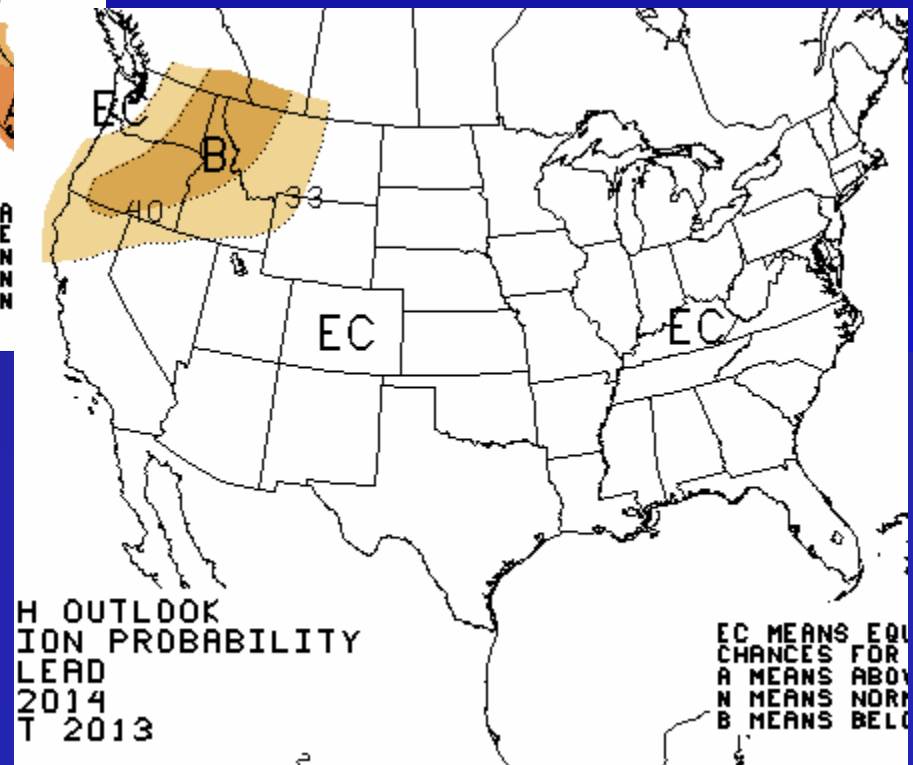 EC
B
40
33
EC
EC
A
E
N
N
N
H OUTLOOK
ION PROBABILITY
LEAD
2014
T 2013
EC MEANS EQU
CHANCES FOR
A MEANS ABOV
N MEANS NORM
B MEANS BELO